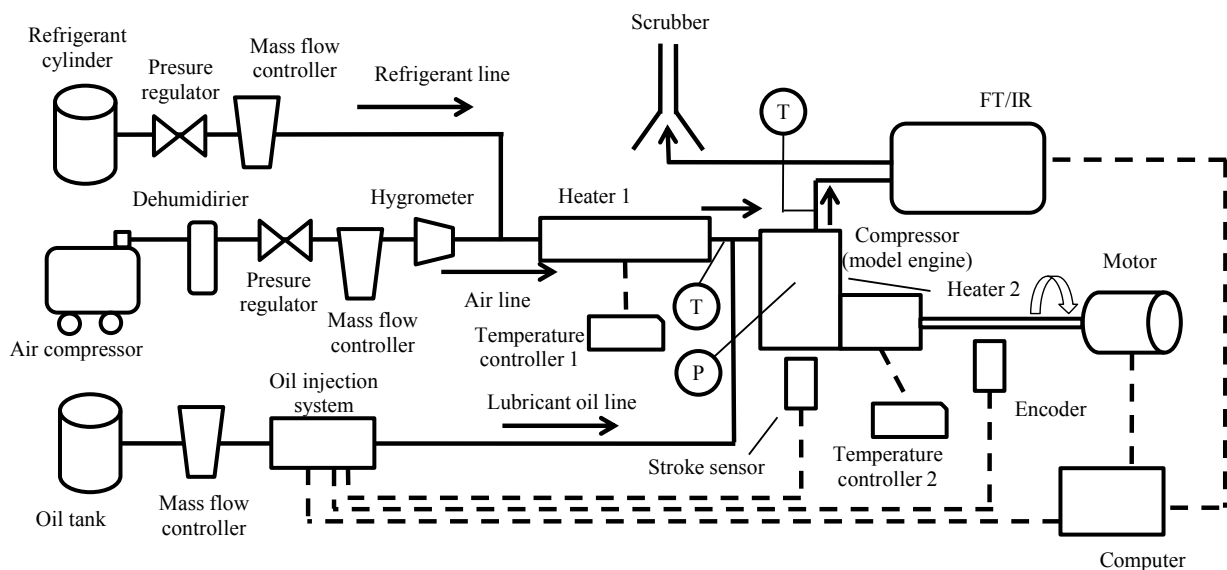 Refrigerant
cylinder
Presure
regulator
Mass flow
controller
Refrigerant line
Scrubber
T
FT/IR
Dehumidirier
Hygrometer
Heater 1
Compressor
(model engine)
Heater 2
Motor
Presure
regulator
Mass flow
controller
Air line
T
Temperature
controller 1
P
Air compressor
Oil injection
system
Lubricant oil line
Encoder
Stroke sensor
Temperature
controller 2
Oil tank
Mass flow
controller
Computer